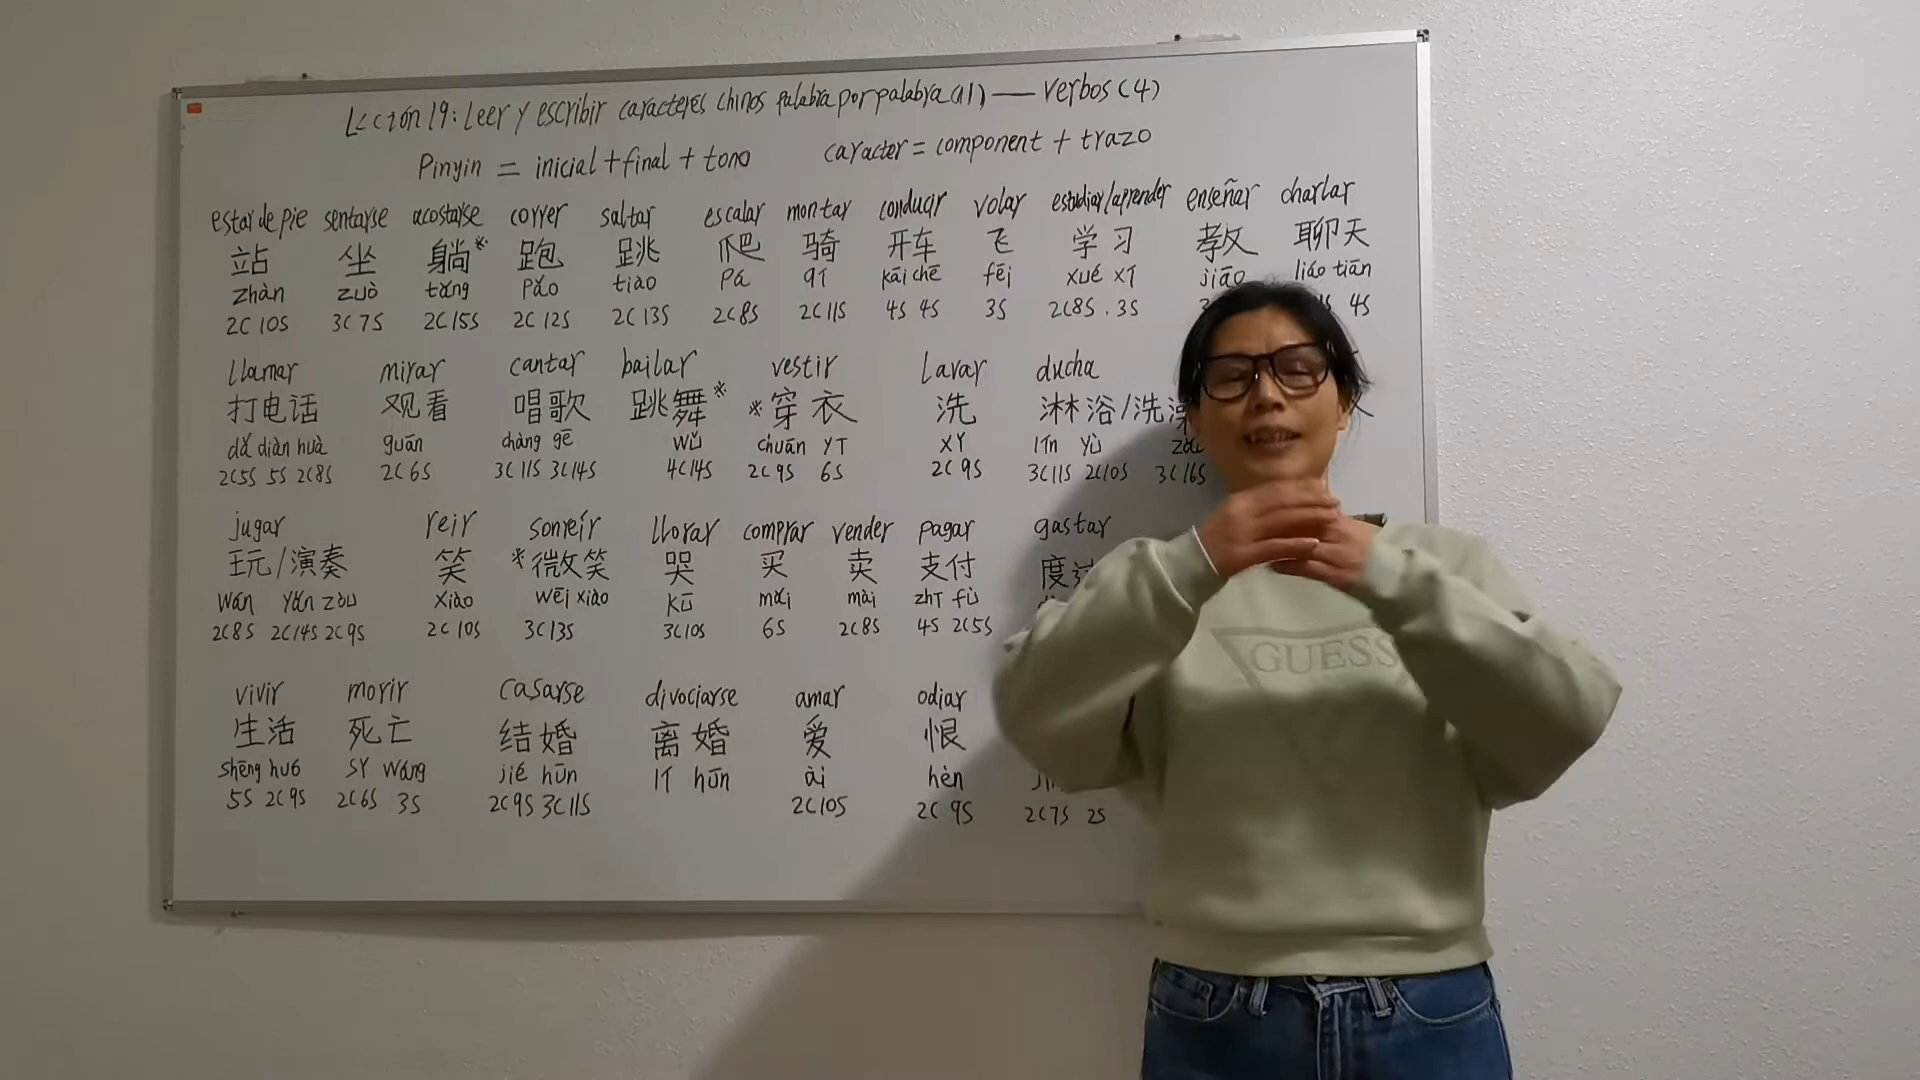 Lección 19: Leer y escribir caracteres chinos palabra por palabra (11) — Verbos (4)
Pinyin = inicial + final + tono caracter = component + trazo
estar de pie sentarse acostarse correr saltar escalar montar conducir volar estudiar/aprender enseñar charlar
站 坐 躺* 跑 跳 爬 骑 开车 飞 学习 教 聊天
zhàn zuò tǎng pǎo tiào pá qí kāi chē fēi xué xí jiāo liáo tiān
2C 10S 3C 7S 2C 15S 2C 12S 2C 13S 2C 8S 2C 11S 4S 4S 3S 2C 8S . 3S 4S
llamar mirar cantar bailar vestir Lavar ducha
打电话 观看 唱歌 跳舞* *穿衣 洗 淋浴/洗澡
dǎ diàn huà guān chàng gē wǔ chuān yī xǐ lín yù
2C 5S 5S 2C 8S 2C 6S 3C 11S 3C 14S 4C 14S 2C 9S 6S 2C 9S 3C 11S 2C 10S 3C 16S
jugar reir sonreír llorar comprar vender pagar gastar
玩/演奏 笑 *微笑 哭 买 卖 支付 度过
wán yǎn zòu xiào wēi xiào kū mǎi mài zhī fù
2C 8S 2C 14S 2C 9S 2C 10S 3C 13S 3C 10S 6S 2C 8S 4S 2C 5S
vivir morir casarse divociarse amar odiar
生活 死亡 结婚 离婚 爱 恨
shēng huó sǐ wáng jié hūn lí hūn ài hèn
5S 2C 9S 2C 6S 3S 2C 9S 3C 11S 2C 10S 2C 9S 2C 7S 2S
GUESS